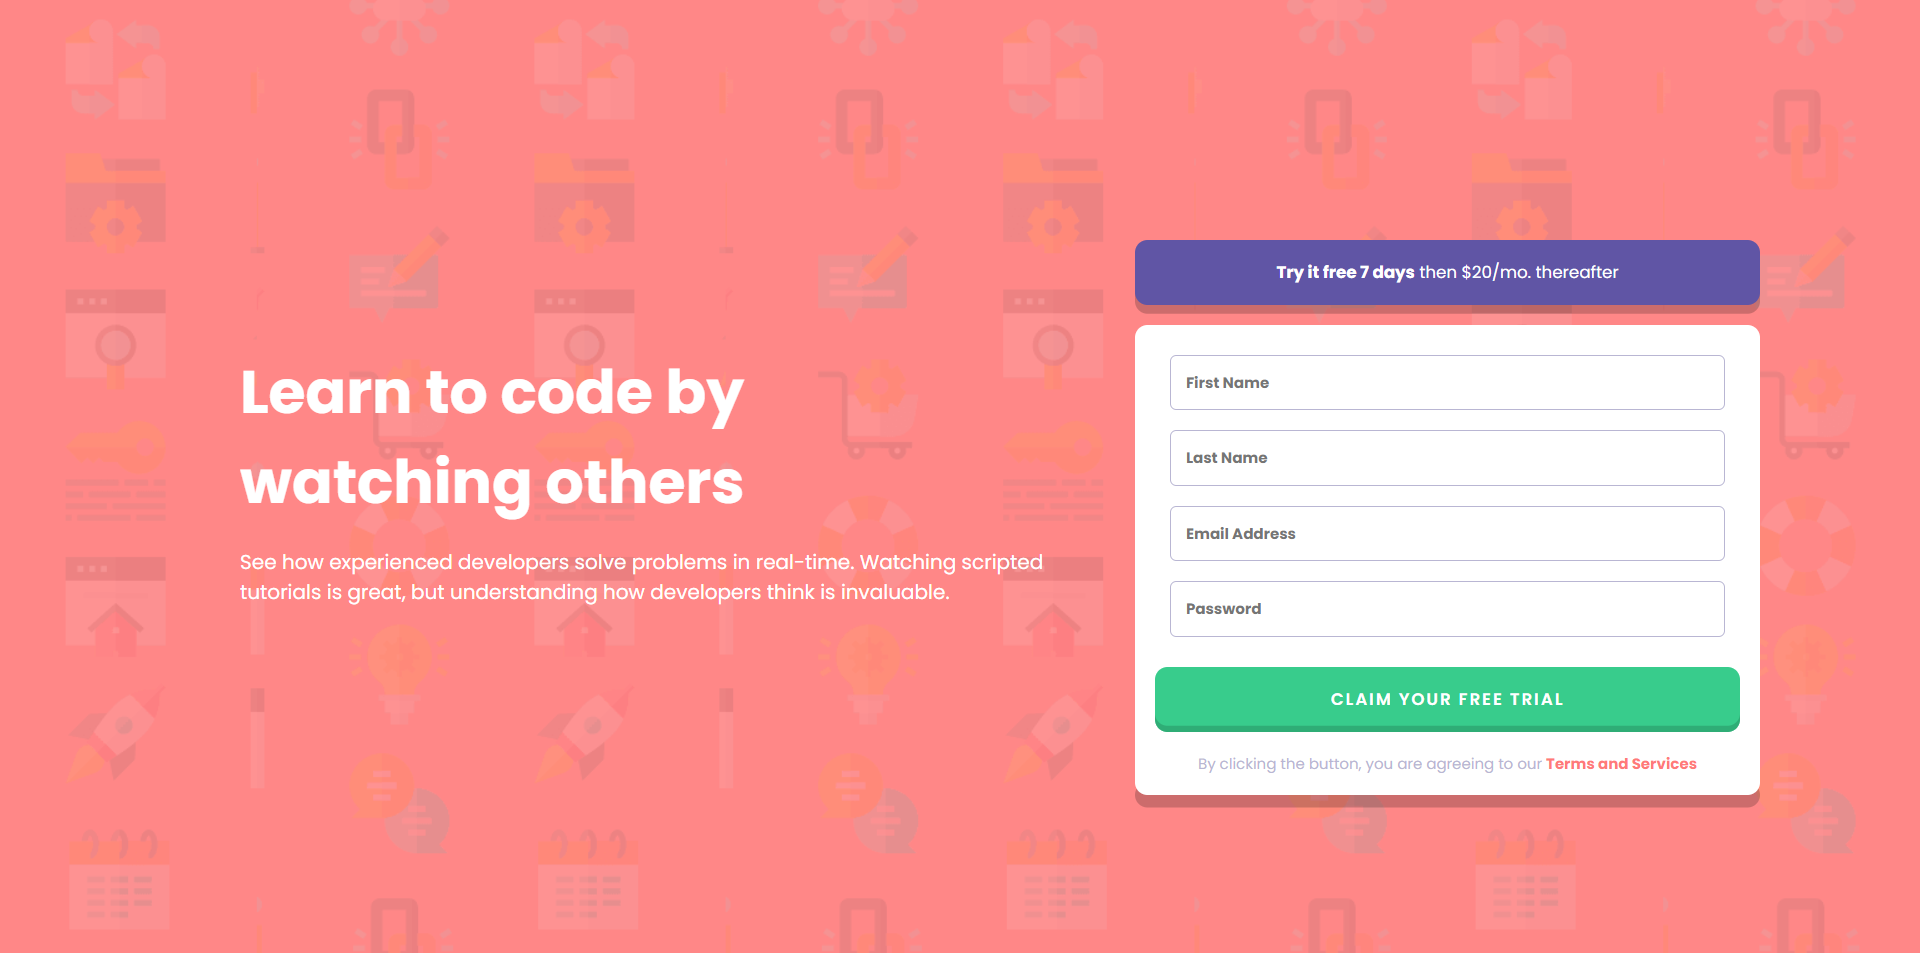 Learn to code by
watching others
See how experienced developers solve problems in real-time. Watching scripted
tutorials is great, but understanding how developers think is invaluable.
Try it free 7 days then $20/mo. thereafter
First Name
Last Name
Email Address
Password
CLAIM YOUR FREE TRIAL
By clicking the button, you are agreeing to our Terms and Services